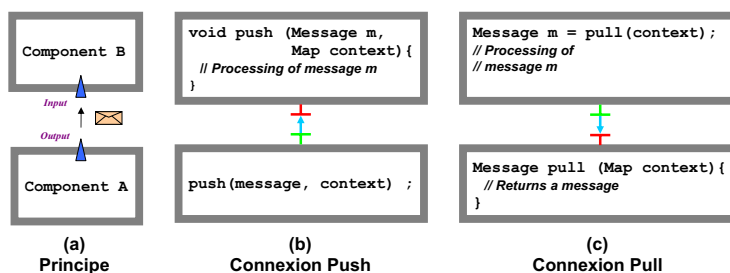 Component B
Input
Output
Component A
(a)
Principe
void push (Message m,
Map context){
// Processing of message m
}
push(message, context) ;
(b)
Connexion Push
Message m = pull(context);
// Processing of
// message m
Message pull (Map context){
// Returns a message
}
(c)
Connexion Pull